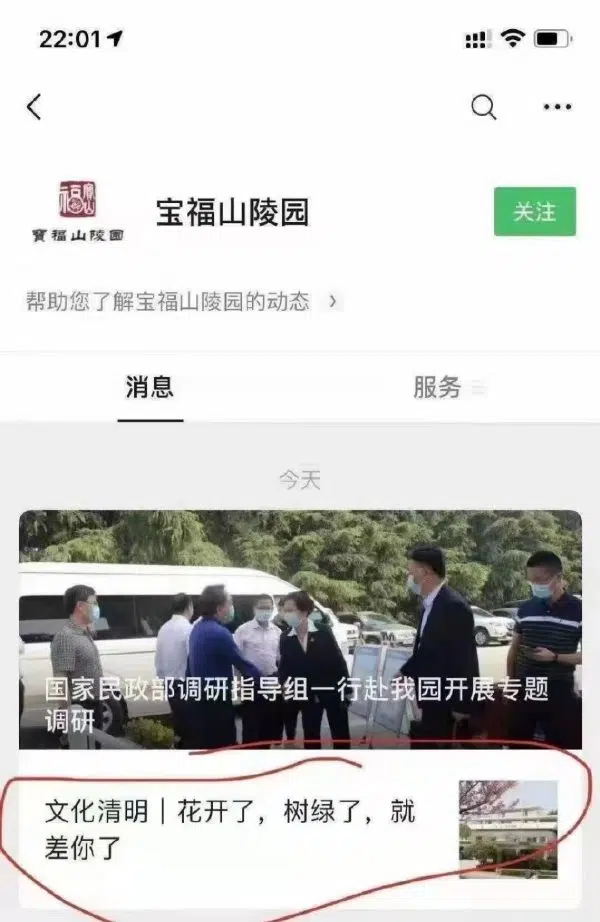 22:01
宝福山陵园
寶福山陵園
关注
帮助您了解宝福山陵园的动态
消息
服务
今天
国家民政部调研指导组一行赴我园开展专题
调研
文化清明｜花开了，树绿了，就
差你了